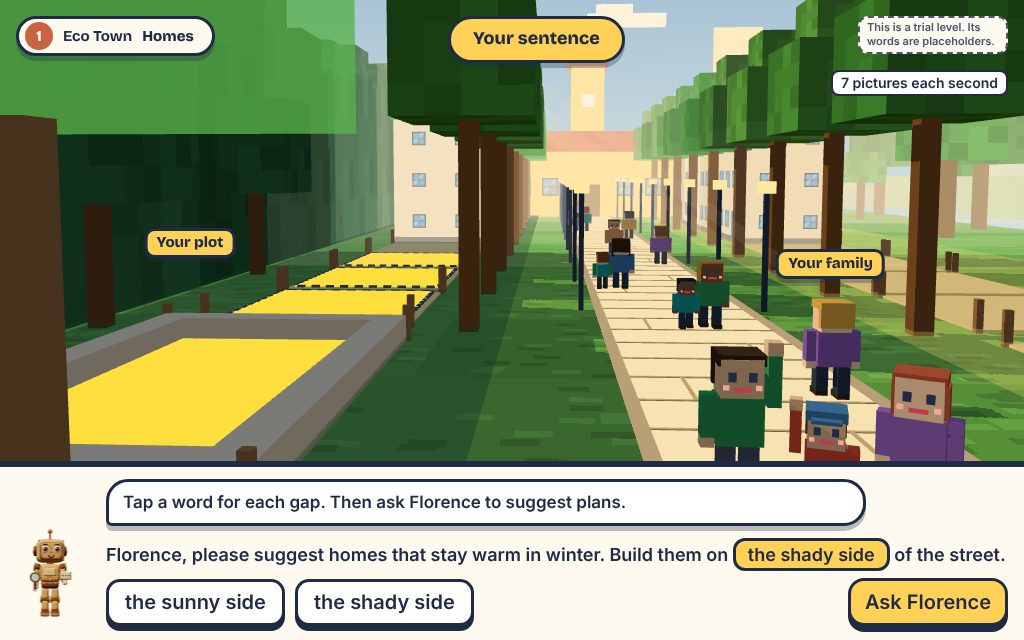 1 Eco Town Homes
Your sentence
This is a trial level. Its
words are placeholders.
7 pictures each second
Your plot
Your family
Tap a word for each gap. Then ask Florence to suggest plans.
Florence, please suggest homes that stay warm in winter. Build them on the shady side of the street.
the sunny side
the shady side
Ask Florence